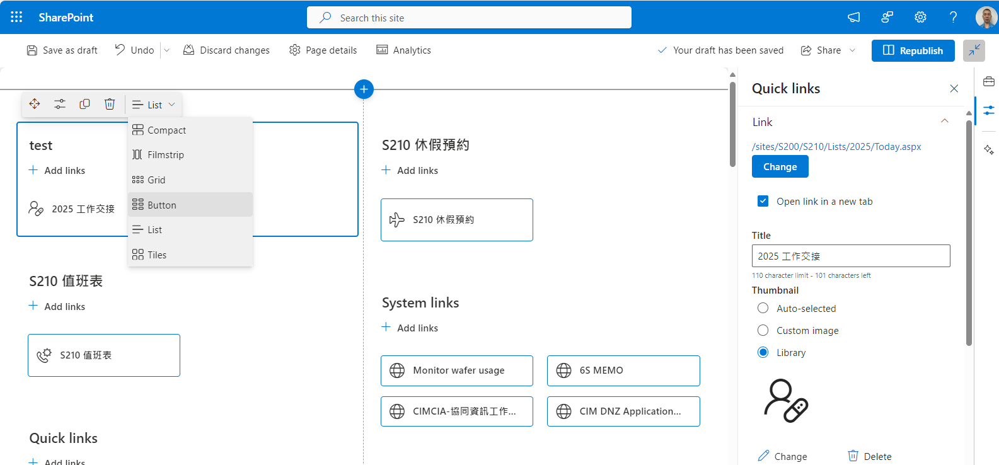 SharePoint
Search this site
Save as draft
Undo
Discard changes
Page details
Analytics
Your draft has been saved
Share
Republish
List
Compact
Filmstrip
Grid
Button
List
Tiles
test
Add links
2025 工作交接
S210 值班表
Add links
S210 值班表
Quick links
Add links
S210 休假預約
Add links
S210 休假預約
System links
Add links
Monitor wafer usage
6S MEMO
CIMCIA-協同資訊工作...
CIM DNZ Application...
Quick links
Link
/sites/S200/S210/Lists/2025/Today.aspx
Change
Open link in a new tab
Title
2025 工作交接
110 character limit - 101 characters left
Thumbnail
Auto-selected
Custom image
Library
Change
Delete